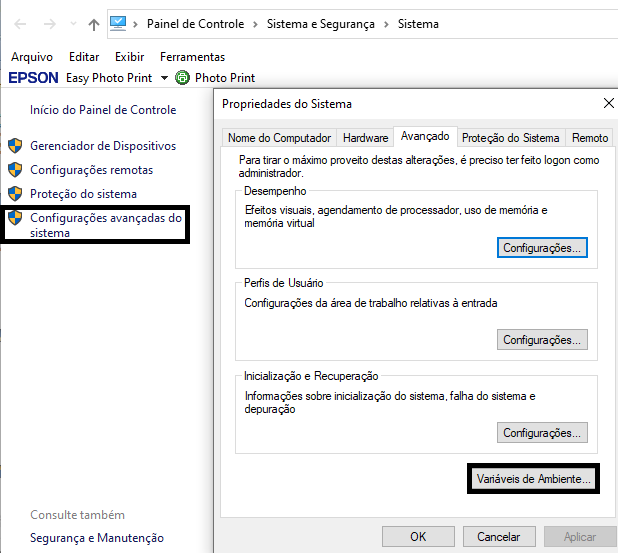 Painel de Controle > Sistema e Segurança > Sistema
Arquivo Editar Exibir Ferramentas
EPSON Easy Photo Print Photo Print
Início do Painel de Controle
Gerenciador de Dispositivos
Configurações remotas
Proteção do sistema
Configurações avançadas do
sistema
Consulte também
Segurança e Manutenção
Propriedades do Sistema
Nome do Computador Hardware Avançado Proteção do Sistema Remoto
Para tirar o máximo proveito destas alterações, é preciso ter feito logon como
administrador.
Desempenho
Efeitos visuais, agendamento de processador, uso de memória e
memória virtual
Configurações...
Perfis de Usuário
Configurações da área de trabalho relativas à entrada
Configurações...
Inicialização e Recuperação
Informações sobre inicialização do sistema, falha do sistema e
depuração
Configurações...
Variáveis de Ambiente...
OK Cancelar Aplicar